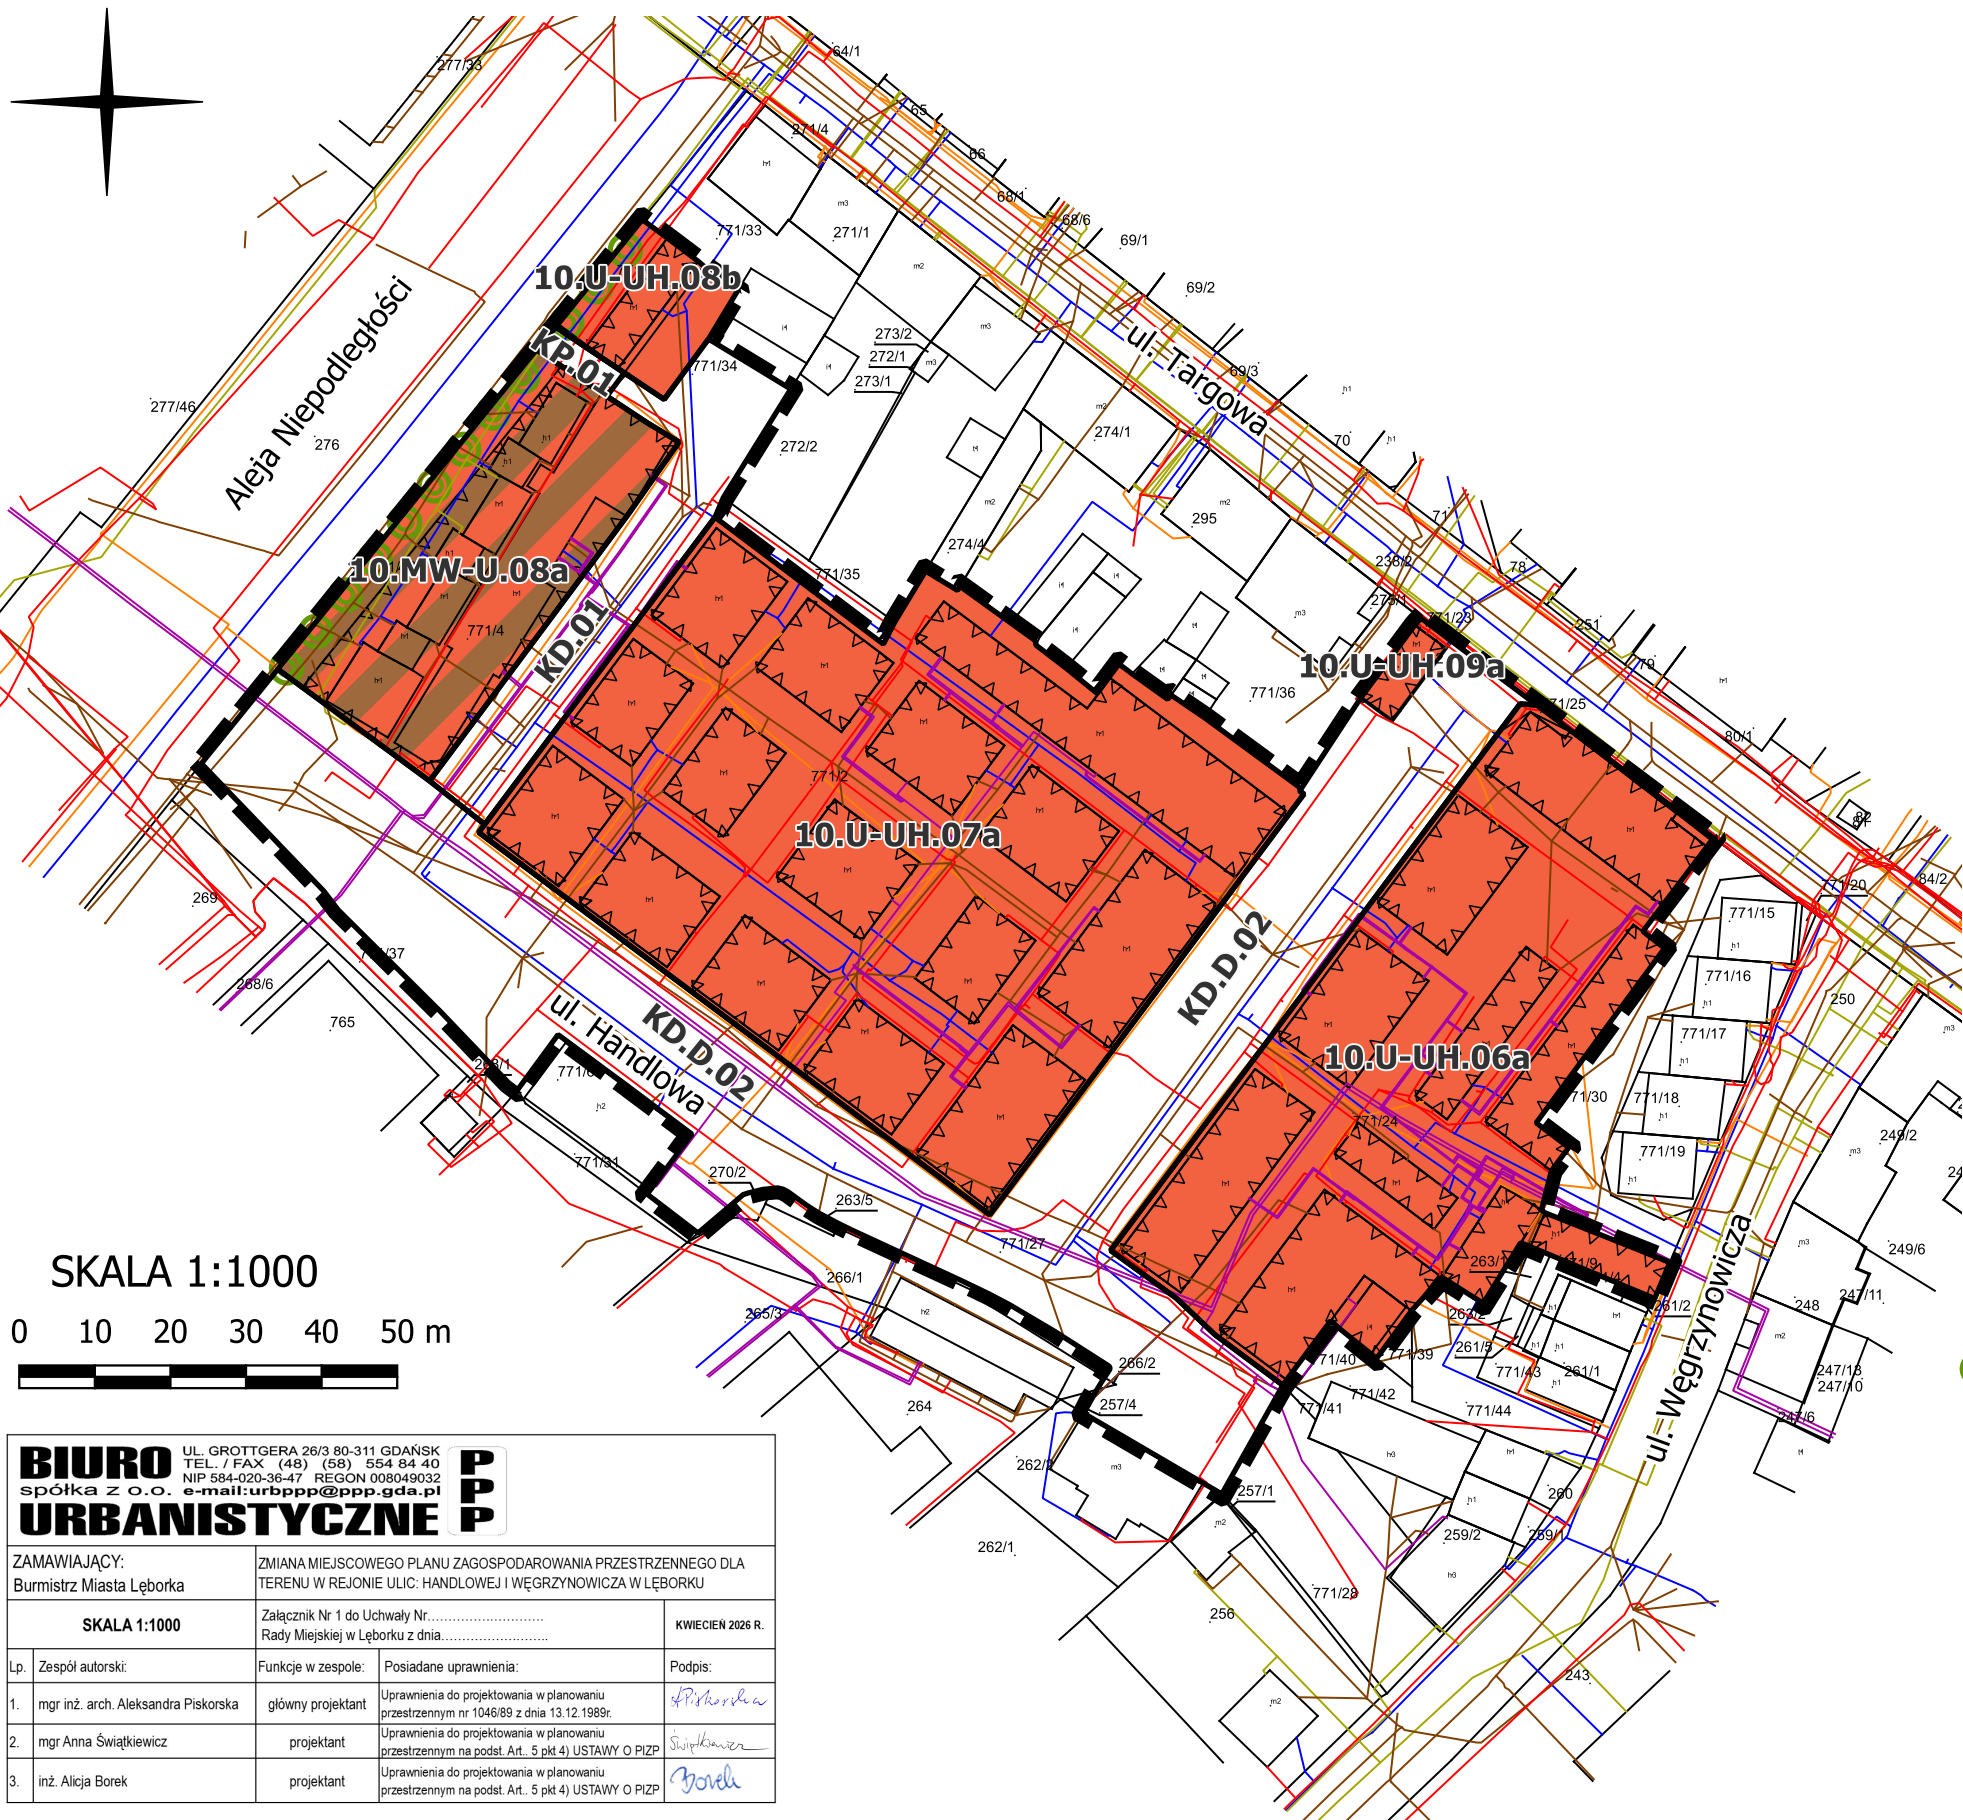 277/33
64/1
65
66
271/4
68/1
68/6
69/1
69/2
771/33
271/1
10.U-UH.08b
KP.01
771/34
273/2
272/1
273/1
272/2
274/1
274/4
ul. Targowa
69/3
70
71
78
251
79
80/1
82
84/2
277/46
276
Aleja Niepodległości
10.MW-U.08a
771/4
KD.01
771/35
295
238/2
275/1
771/23
10.U-UH.09a
771/36
71/25
771/2
10.U-UH.07a
KD.D.02
10.U-UH.06a
771/24
71/30
771/20
771/15
771/16
771/17
771/18
771/19
250
249/2
249/6
269
268/6
765
ul. Handlowa
KD.D.02
771/31
270/2
263/5
771/27
266/1
265/3
264
266/2
257/4
262/2
262/1
257/1
256
771/28
263/2
261/5
261/2
261/1
771/39
71/40
771/41
771/42
771/43
771/44
260
259/2
259/1
243
ul. Węgrzynowicza
248
247/11
247/13
247/10
247/6
SKALA 1:1000
0 10 20 30 40 50 m
BIURO
spółka z o.o.
URBANISTYCZNE
UL. GROTTGERA 26/3 80-311 GDAŃSK
TEL. / FAX (48) (58) 554 84 40
NIP 584-020-36-47 REGON 008049032
e-mail:urbppp@ppp.gda.pl
P
P
P
ZAMAWIAJĄCY:
Burmistrz Miasta Lęborka
ZMIANA MIEJSCOWEGO PLANU ZAGOSPODAROWANIA PRZESTRZENNEGO DLA
TERENU W REJONIE ULIC: HANDLOWEJ I WĘGRZYNOWICZA W LĘBORKU
SKALA 1:1000
Załącznik Nr 1 do Uchwały Nr............................
Rady Miejskiej w Lęborku z dnia..........................
KWIECIEŃ 2026 R.
Lp. Zespół autorski: Funkcje w zespole: Posiadane uprawnienia: Podpis:
1. mgr inż. arch. Aleksandra Piskorska główny projektant Uprawnienia do projektowania w planowaniu
przestrzennym nr 1046/89 z dnia 13.12.1989r.
APiskorska
2. mgr Anna Świątkiewicz projektant Uprawnienia do projektowania w planowaniu
przestrzennym na podst. Art.. 5 pkt 4) USTAWY O PIZP
Świątkiewicz
3. inż. Alicja Borek projektant Uprawnienia do projektowania w planowaniu
przestrzennym na podst. Art.. 5 pkt 4) USTAWY O PIZP
Borek